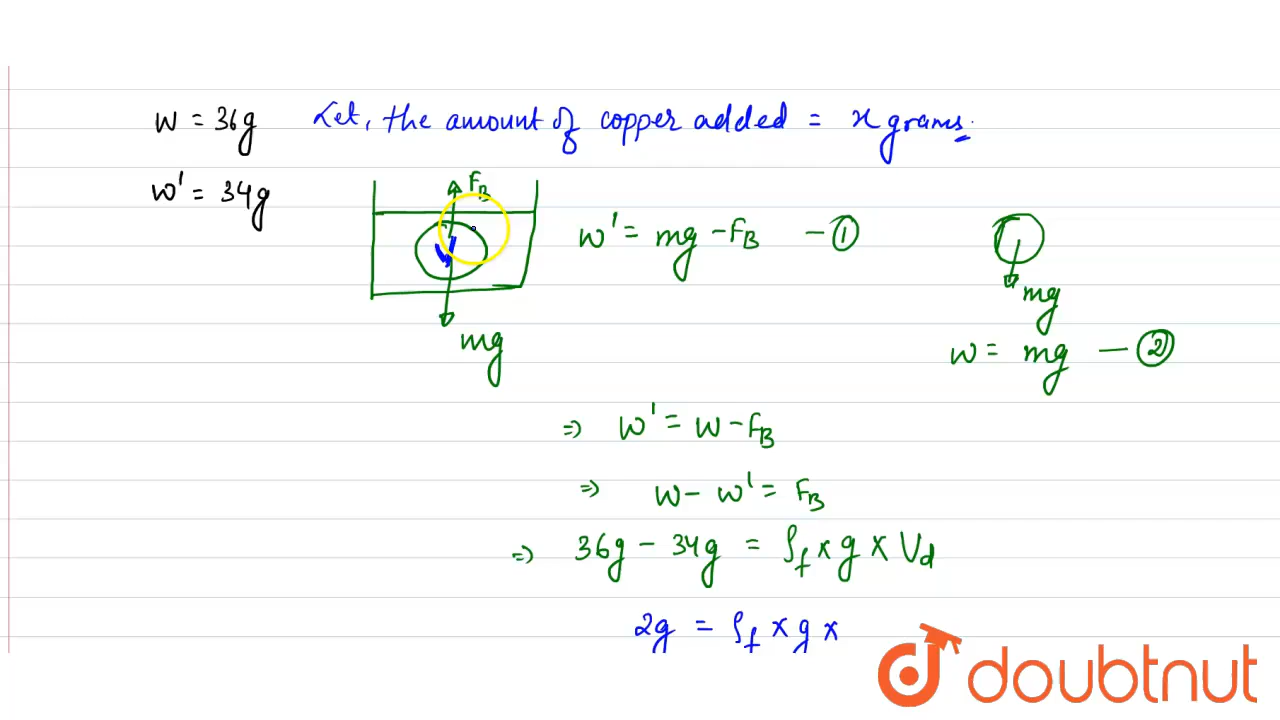 w = 36g Let, the amount of copper added = x grams.
w' = 34g
F_B
w' = mg - F_B - ①
mg
mg
w = mg - ②
⇒ w' = w - F_B
⇒ w - w' = F_B
⇒ 36g - 34g = ρ_f × g × V_d
2g = ρ_f × g ×
doubtnut